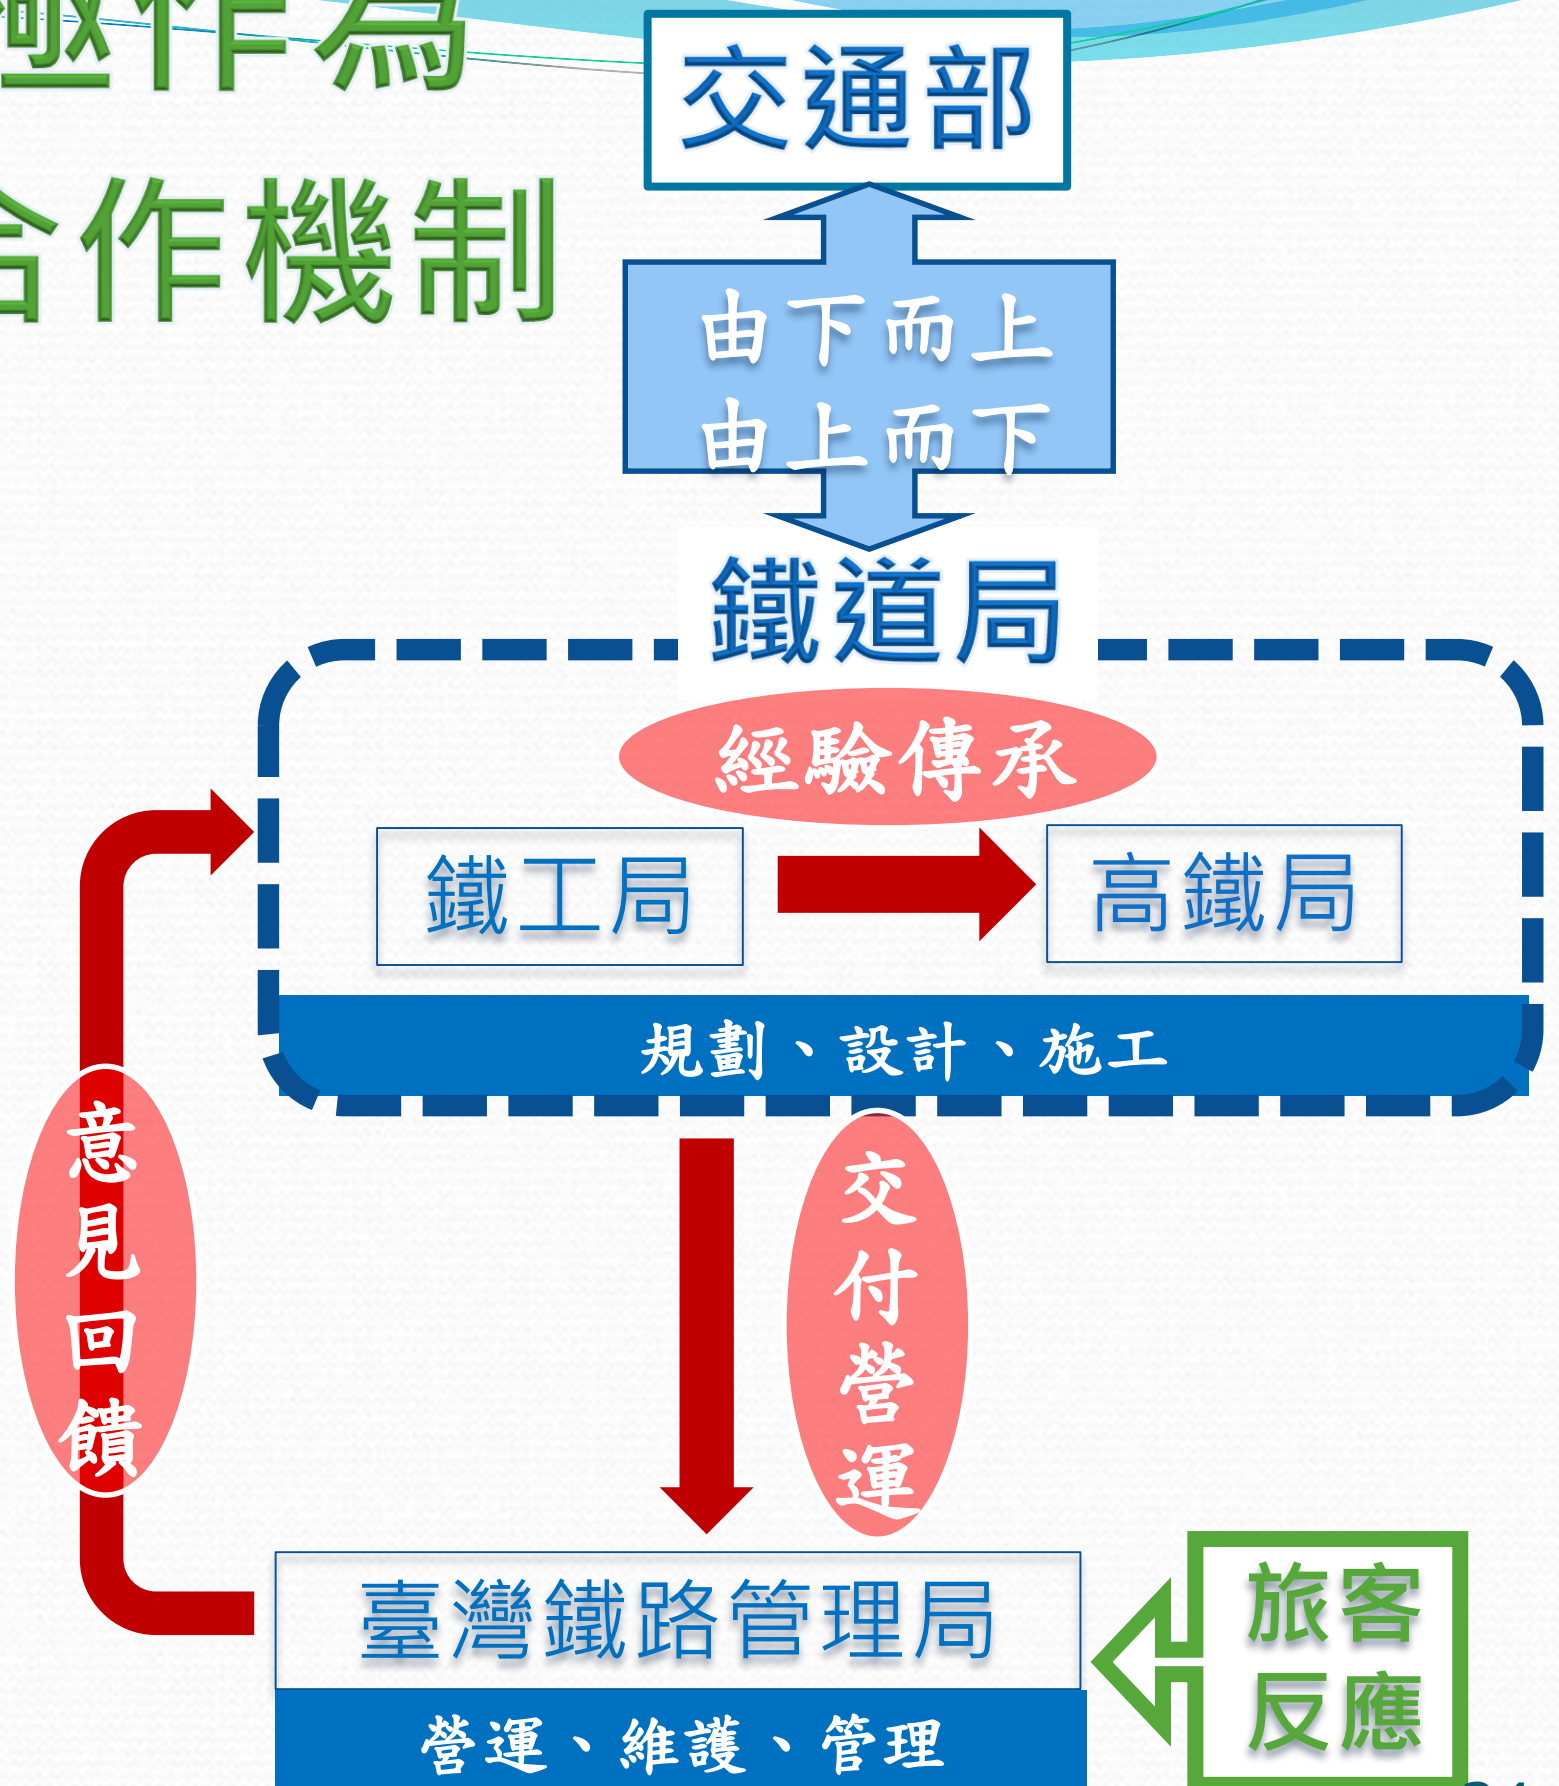 極作為
合作機制
交通部
由下而上
由上而下
鐵道局
經驗傳承
鐵工局
高鐵局
規劃、設計、施工
意見回饋
交付營運
臺灣鐵路管理局
營運、維護、管理
旅客
反應